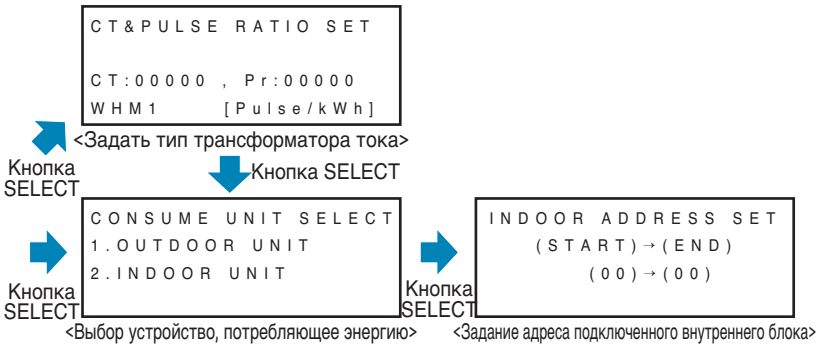 CT&PULSE RATIO SET
CT:00000 , Pr:00000
WHM1 [Pulse/kWh]
<Задать тип трансформатора тока>
Кнопка
SELECT
Кнопка SELECT
CONSUME UNIT SELECT
1.OUTDOOR UNIT
2.INDOOR UNIT
Кнопка
SELECT
<Выбор устройство, потребляющее энергию>
Кнопка
SELECT
INDOOR ADDRESS SET
(START)→(END)
(00)→(00)
<Задание адреса подключенного внутреннего блока>